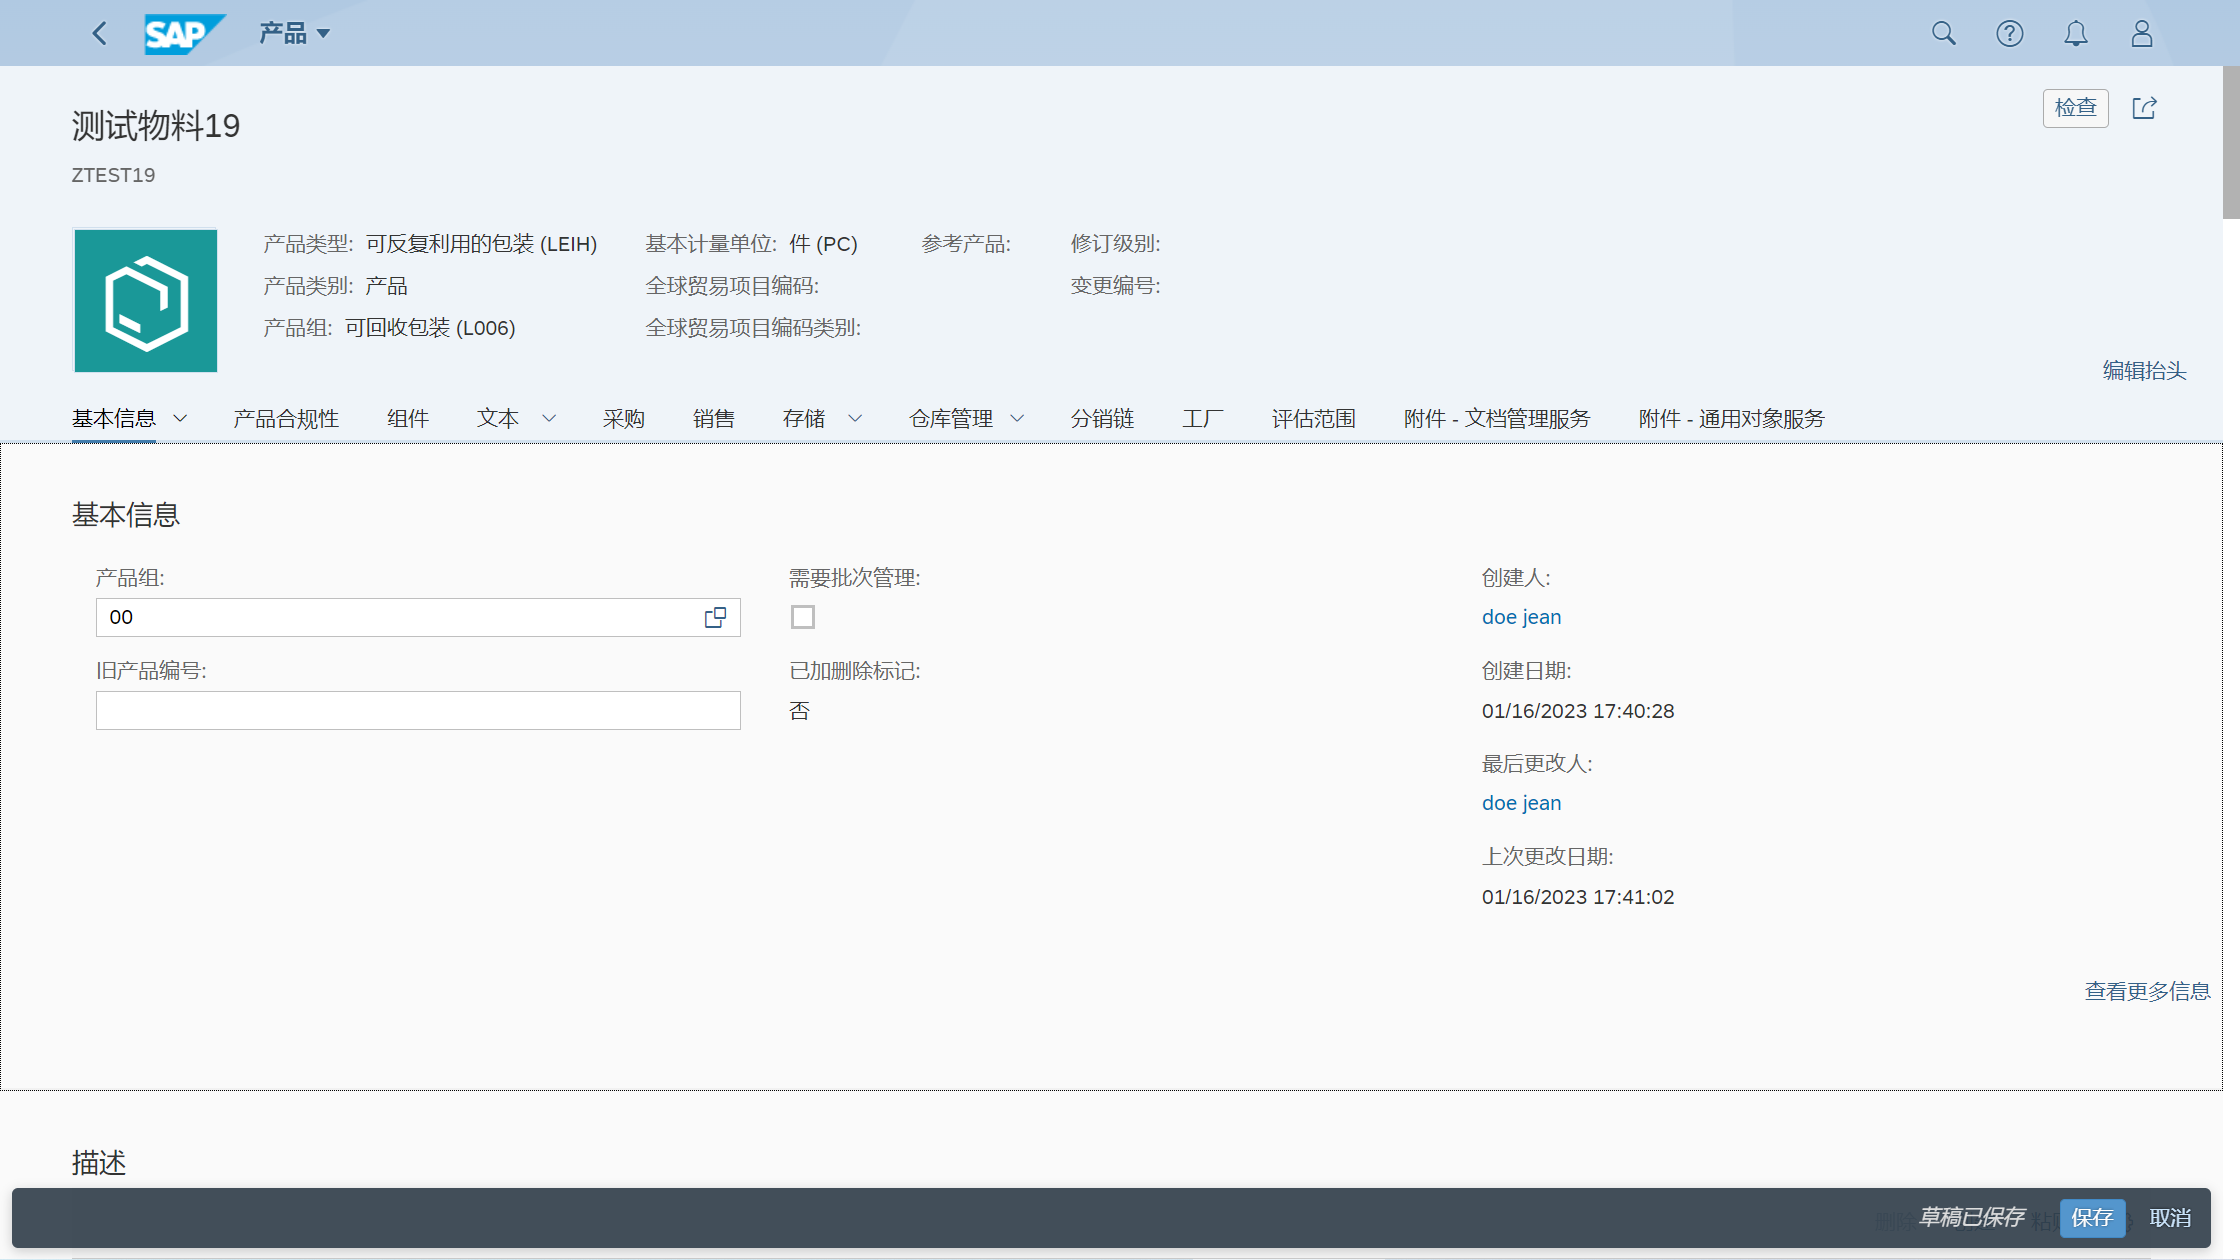 SAP 产品
测试物料19
检查
ZTEST19
产品类型: 可反复利用的包装 (LEIH) 基本计量单位: 件 (PC) 参考产品: 修订级别:
产品类别: 产品 全球贸易项目编码: 变更编号:
产品组: 可回收包装 (L006) 全球贸易项目编码类别:
编辑抬头
基本信息 产品合规性 组件 文本 采购 销售 存储 仓库管理 分销链 工厂 评估范围 附件 - 文档管理服务 附件 - 通用对象服务
基本信息
产品组: 需要批次管理: 创建人:
00 doe jean
旧产品编号: 已加删除标记: 创建日期:
否 01/16/2023 17:40:28
最后更改人:
doe jean
上次更改日期:
01/16/2023 17:41:02
查看更多信息
描述
草稿已保存 保存 取消